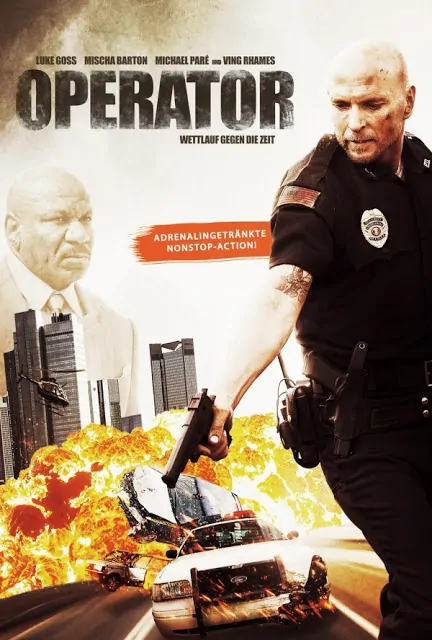 LUKE GOSS MISCHA BARTON MICHAEL PARÉ UND VING RHAMES
OPERATOR
WETTLAUF GEGEN DIE ZEIT
ADRENALINGETRÄNKTE
NONSTOP-ACTION!